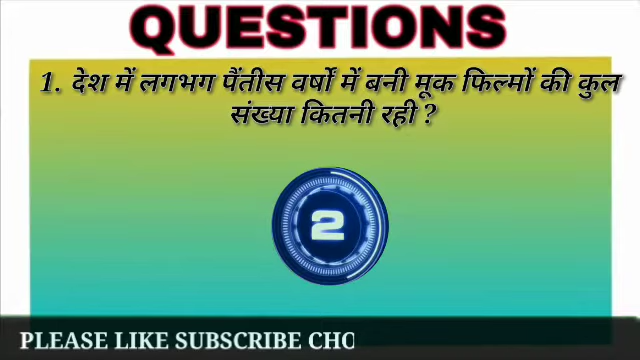 QUESTIONS
1. देश में लगभग पैंतीस वर्षों में बनी मूक फिल्मों की कुल
संख्या कितनी रही ?
2
PLEASE LIKE SUBSCRIBE CHO